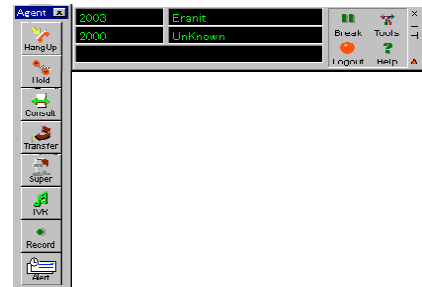 Agent
HangUp
Hold
Consult
Transfer
Super
IVR
Record
Alert
2003 Eranit
2000 UnKnown
Break Tools
Logout Help